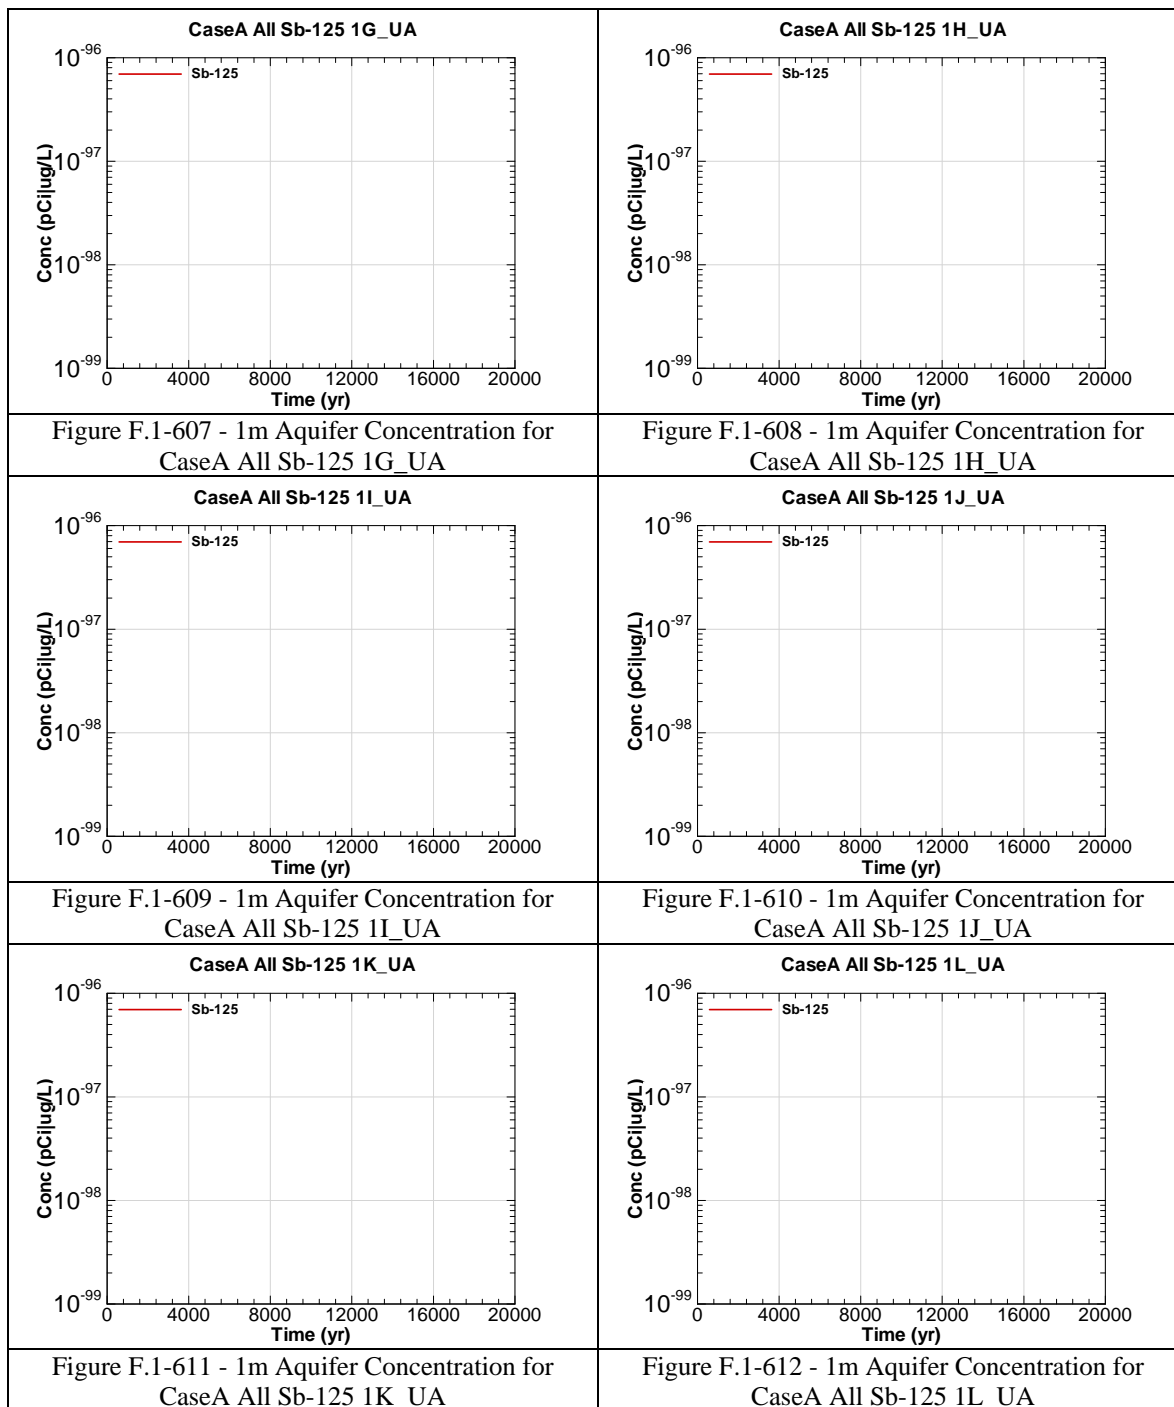 CaseA All Sb-125 1G_UA
Sb-125
Conc (pCi|ug/L)
10-96
10-97
10-98
10-99
0 4000 8000 12000 16000 20000
Time (yr)
Figure F.1-607 - 1m Aquifer Concentration for
CaseA All Sb-125 1G_UA
CaseA All Sb-125 1H_UA
Sb-125
Conc (pCi|ug/L)
10-96
10-97
10-98
10-99
0 4000 8000 12000 16000 20000
Time (yr)
Figure F.1-608 - 1m Aquifer Concentration for
CaseA All Sb-125 1H_UA
CaseA All Sb-125 1I_UA
Sb-125
Conc (pCi|ug/L)
10-96
10-97
10-98
10-99
0 4000 8000 12000 16000 20000
Time (yr)
Figure F.1-609 - 1m Aquifer Concentration for
CaseA All Sb-125 1I_UA
CaseA All Sb-125 1J_UA
Sb-125
Conc (pCi|ug/L)
10-96
10-97
10-98
10-99
0 4000 8000 12000 16000 20000
Time (yr)
Figure F.1-610 - 1m Aquifer Concentration for
CaseA All Sb-125 1J_UA
CaseA All Sb-125 1K_UA
Sb-125
Conc (pCi|ug/L)
10-96
10-97
10-98
10-99
0 4000 8000 12000 16000 20000
Time (yr)
Figure F.1-611 - 1m Aquifer Concentration for
CaseA All Sb-125 1K_UA
CaseA All Sb-125 1L_UA
Sb-125
Conc (pCi|ug/L)
10-96
10-97
10-98
10-99
0 4000 8000 12000 16000 20000
Time (yr)
Figure F.1-612 - 1m Aquifer Concentration for
CaseA All Sb-125 1L_UA